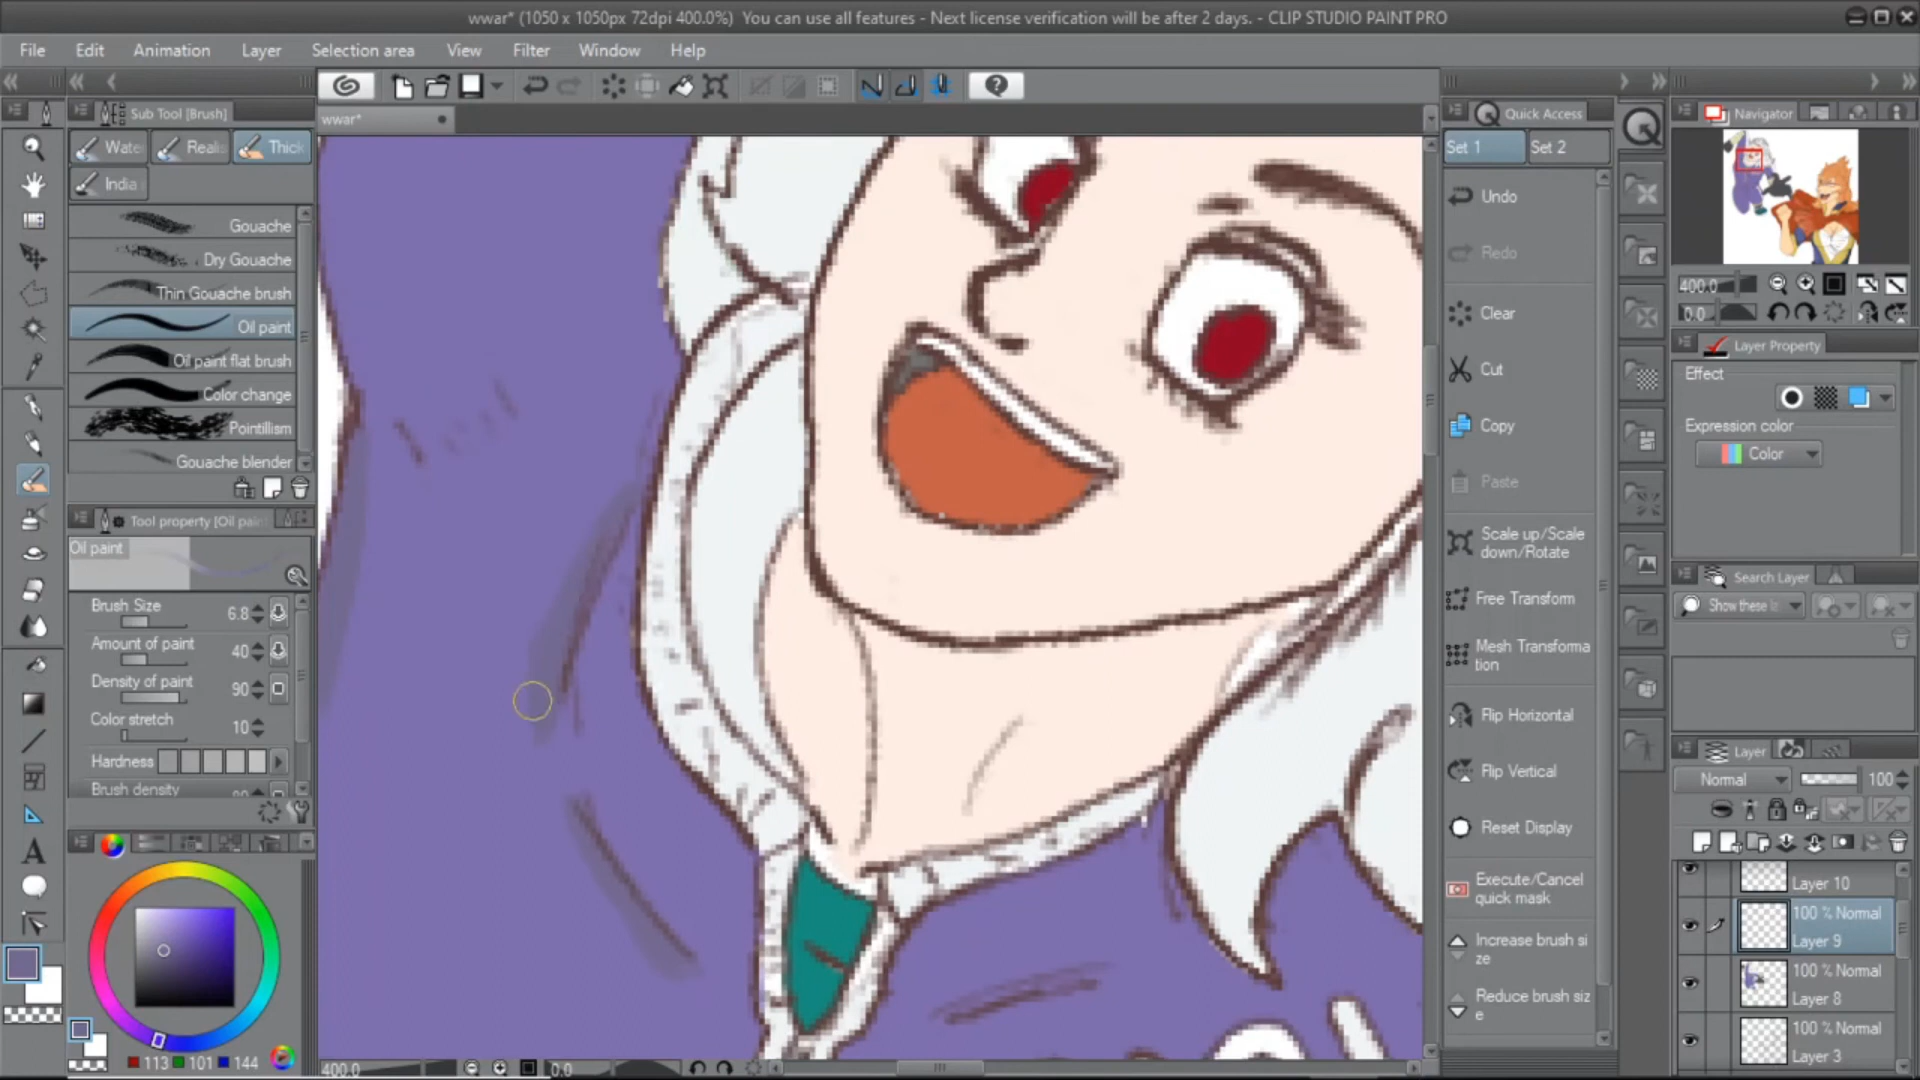 wwar* (1050 x 1050px 72dpi 400.0%) You can use all features - Next license verification will be after 2 days. - CLIP STUDIO PAINT PRO
File Edit Animation Layer Selection area View Filter Window Help
Sub Tool [Brush]
Wate Realis Thick
India
Gouache
Dry Gouache
Thin Gouache brush
Oil paint
Oil paint flat brush
Color change
Pointillism
Gouache blender
Tool property [Oil pain
Oil paint
Brush Size 6.8
Amount of paint 40
Density of paint 90
Color stretch 10
Hardness
Brush density
113 101 144
wwar*
400.0 0.0
Quick Access
Set 1 Set 2
Undo
Redo
Clear
Cut
Copy
Paste
Scale up/Scale
down/Rotate
Free Transform
Mesh Transforma
tion
Flip Horizontal
Flip Vertical
Reset Display
Execute/Cancel
quick mask
Increase brush si
ze
Reduce brush siz
e
Navigator
400.0
0.0
Layer Property
Effect
Expression color
Color
Search Layer
Show these la
Layer
Normal 100
Layer 10
100 % Normal
Layer 9
100 % Normal
Layer 8
100 % Normal
Layer 3